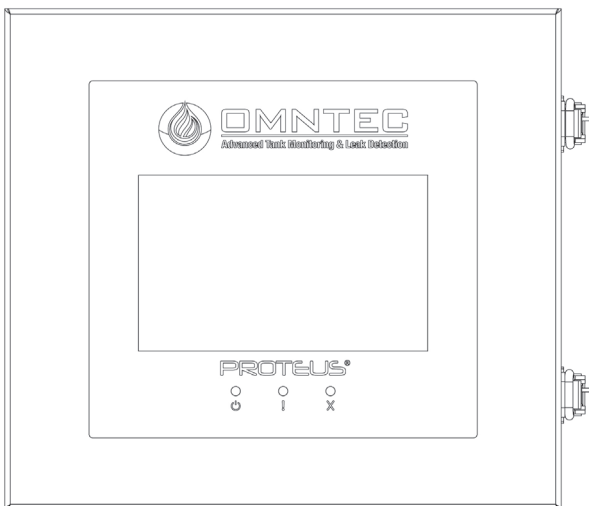 OMNTEC
Advanced Tank Monitoring & Leak Detection
PROTEUS®
! X